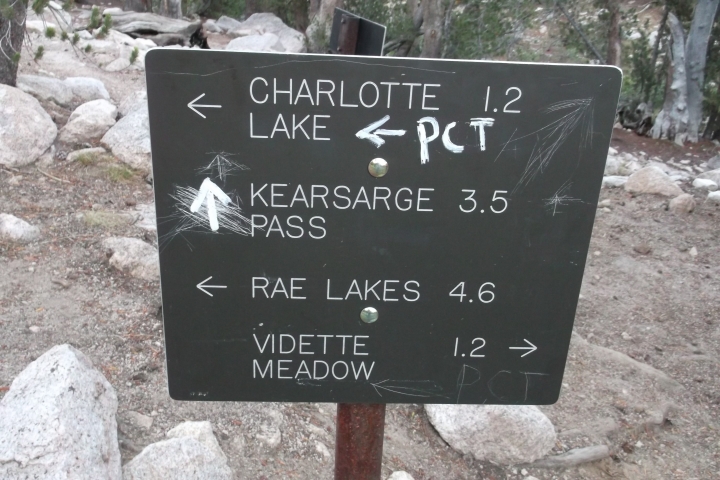 ← CHARLOTTE 1.2
LAKE ← PCT
↑ KEARSARGE 3.5
PASS
← RAE LAKES 4.6
VIDETTE 1.2 →
MEADOW ← PCT